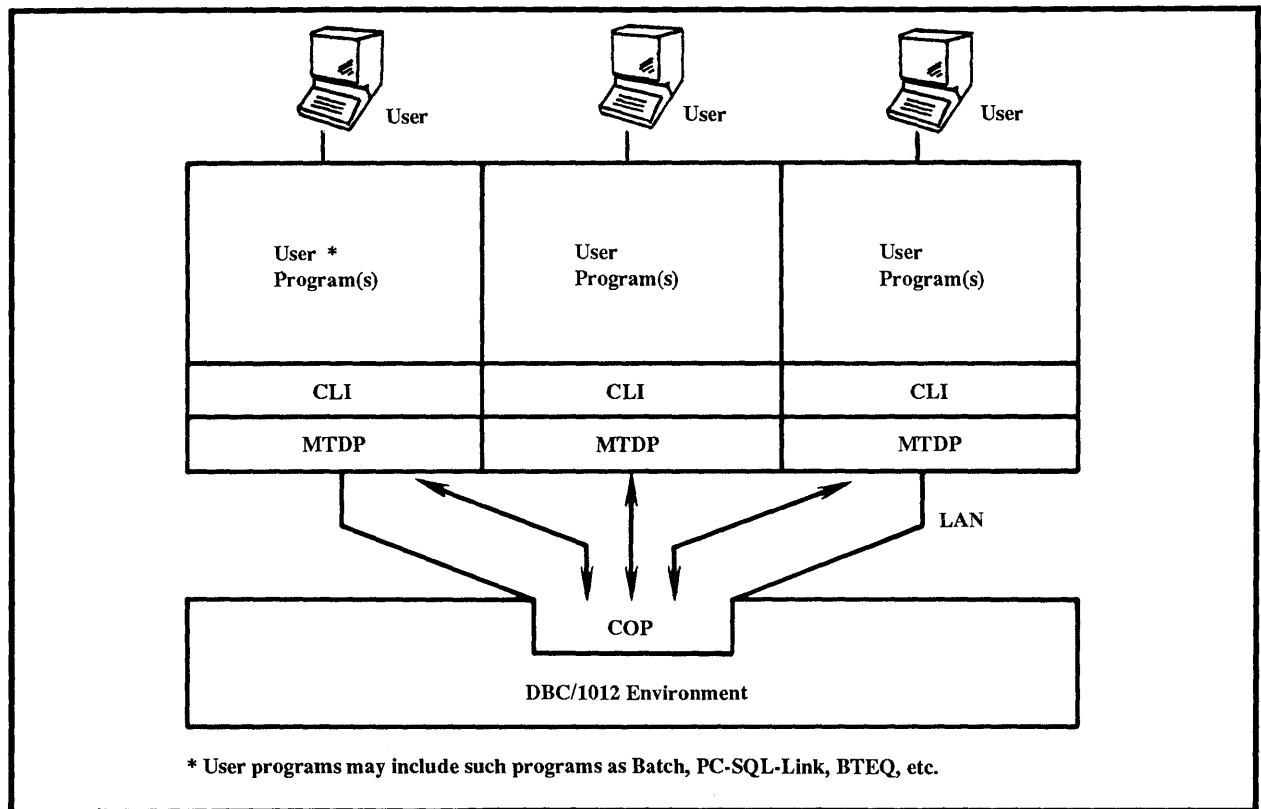 User
User
User
User *
Program(s)
User
Program(s)
User
Program(s)
CLI
CLI
CLI
MTDP
MTDP
MTDP
LAN
COP
DBC/1012 Environment
* User programs may include such programs as Batch, PC-SQL-Link, BTEQ, etc.